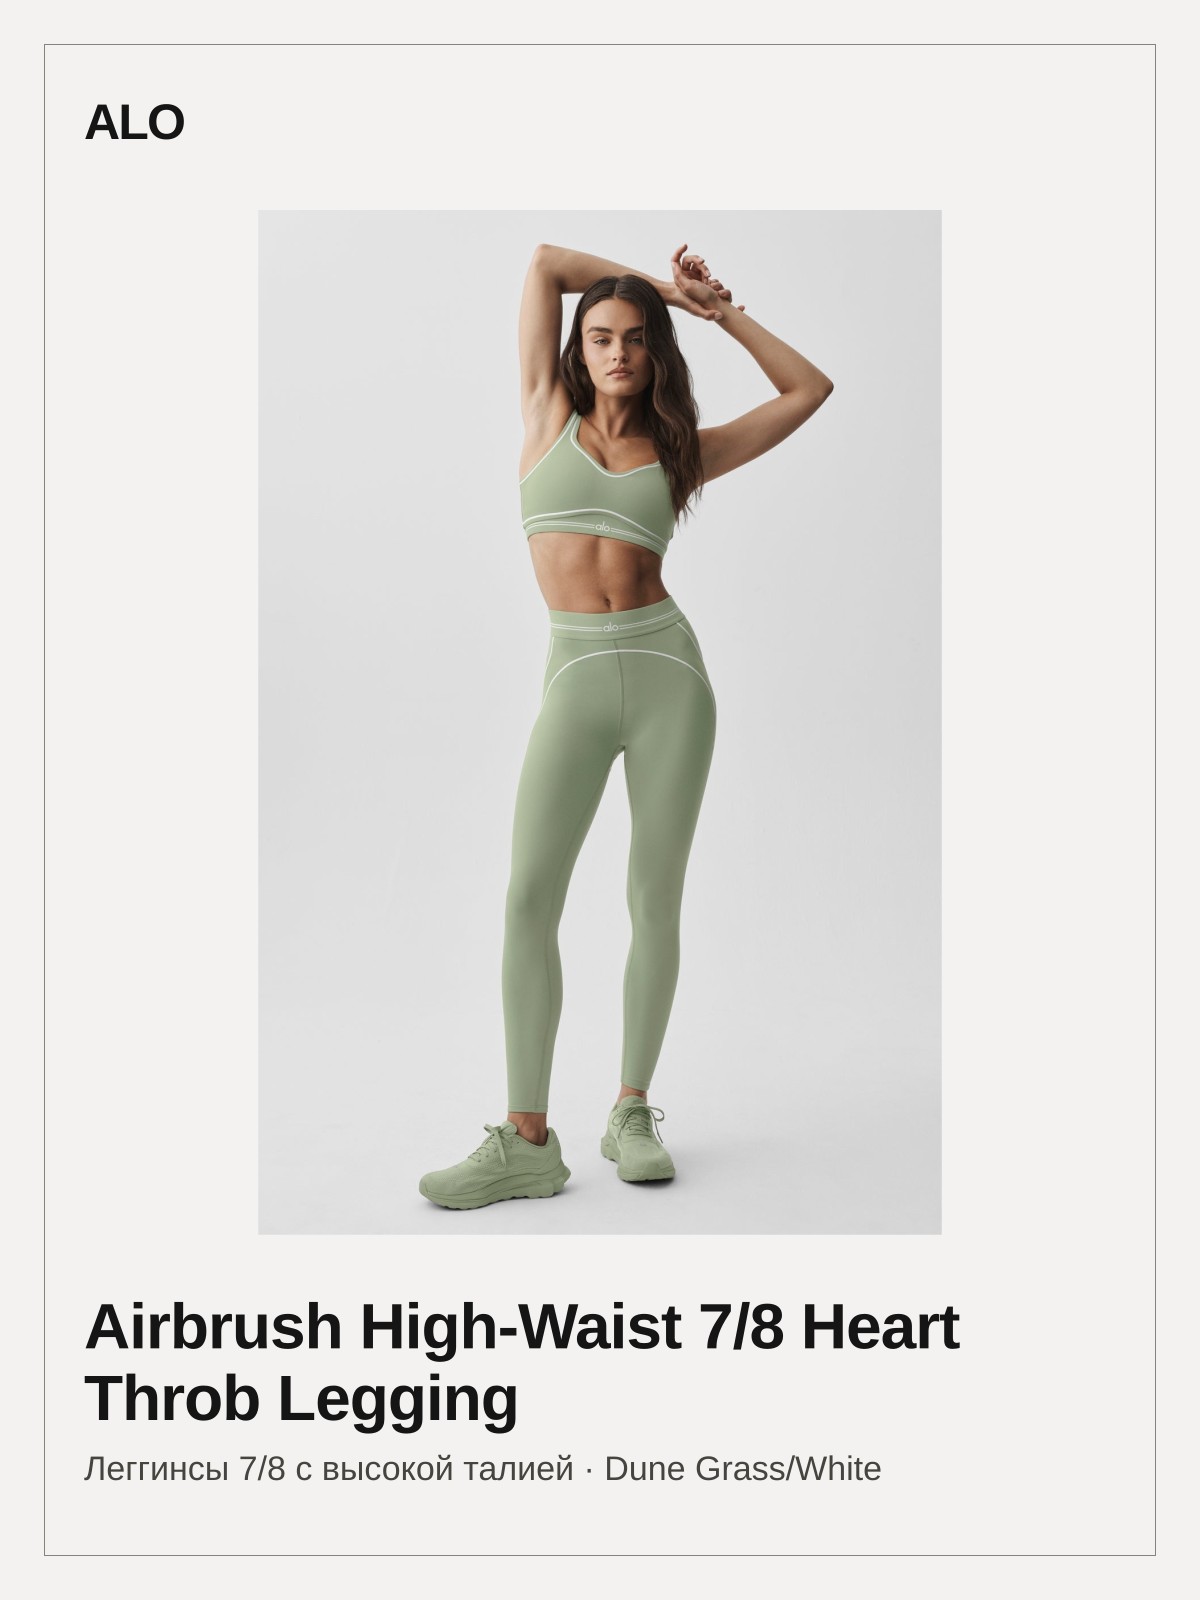 ALO
alo
alo
Airbrush High-Waist 7/8 Heart
Throb Legging
Леггинсы 7/8 с высокой талией · Dune Grass/White